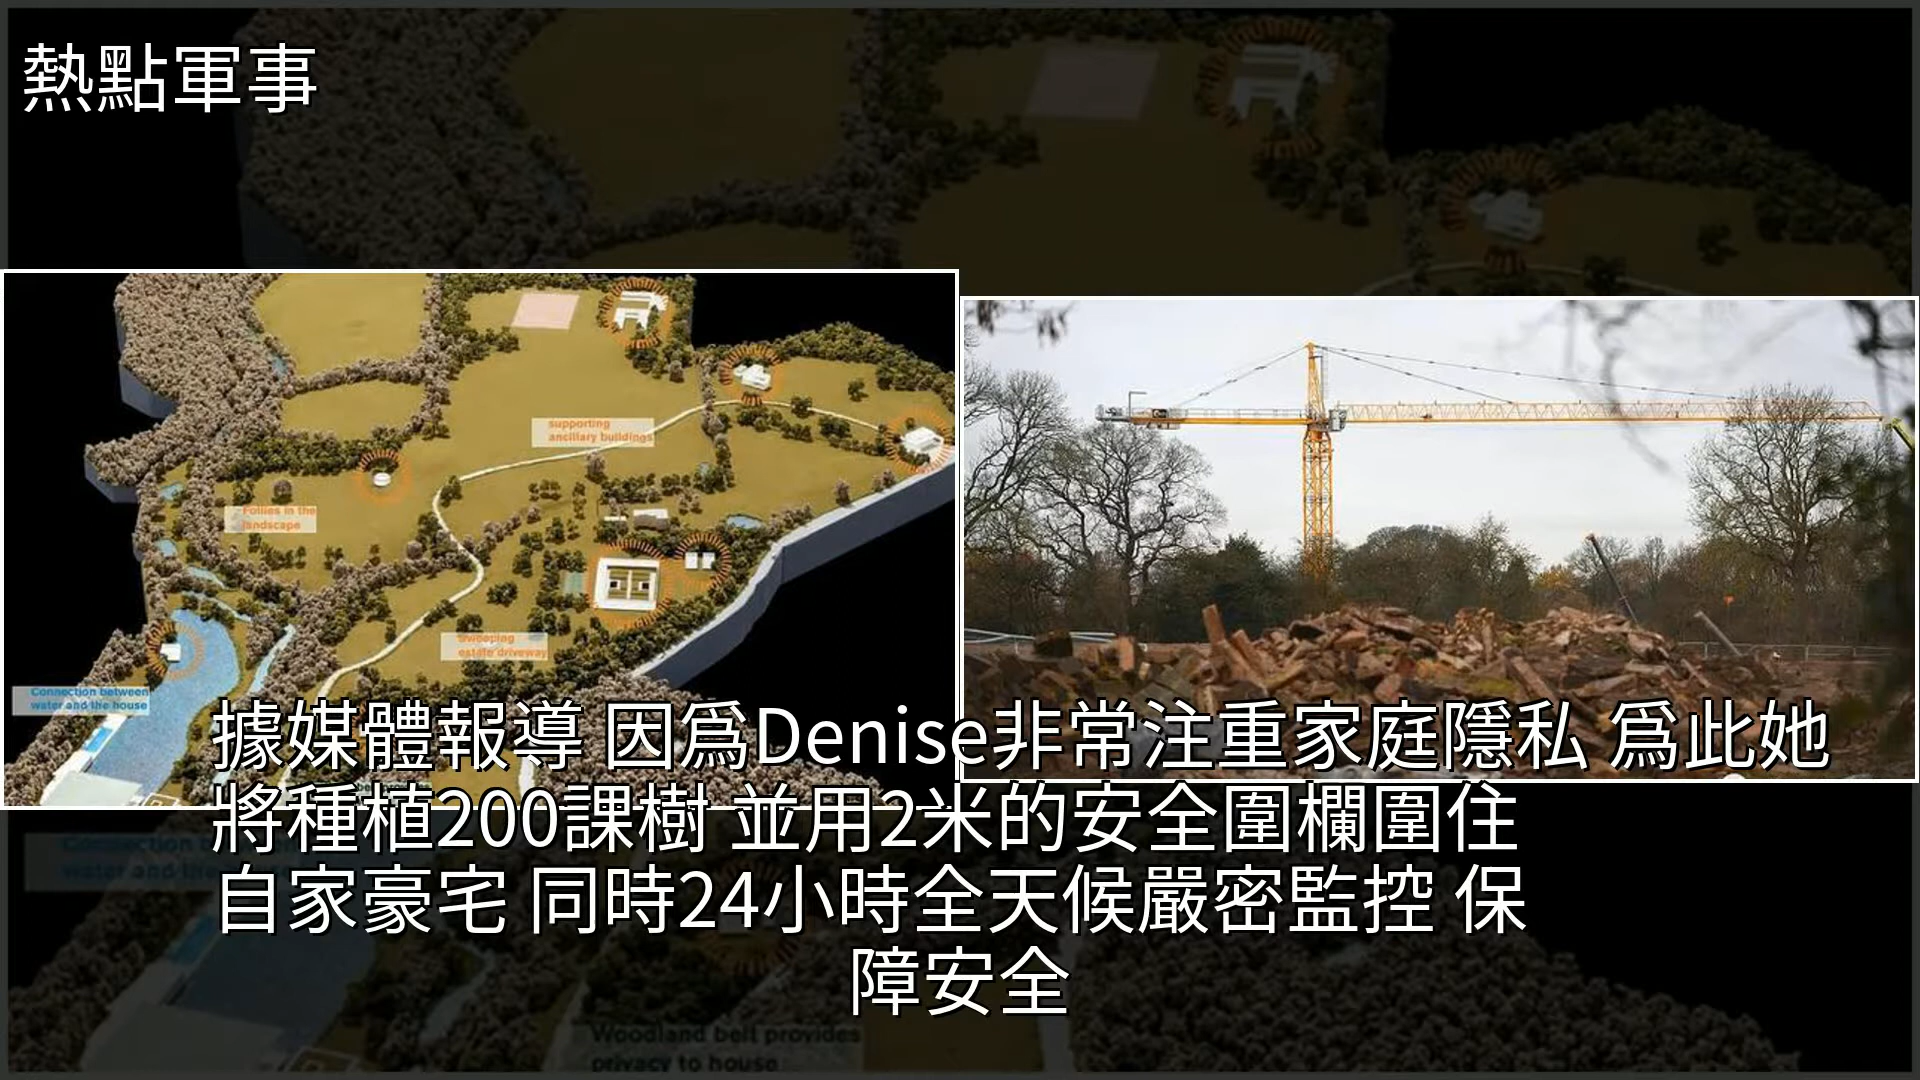 熱點軍事
supporting
ancillary buildings
Follies in the
landscape
Sweeping
estate driveway
Connection between
water and the house
據媒體報導 因爲Denise非常注重家庭隱私 爲此她
將種植200課樹 並用2米的安全圍欄圍住
自家豪宅 同時24小時全天候嚴密監控 保
障安全
Woodland belt provides
privacy to house